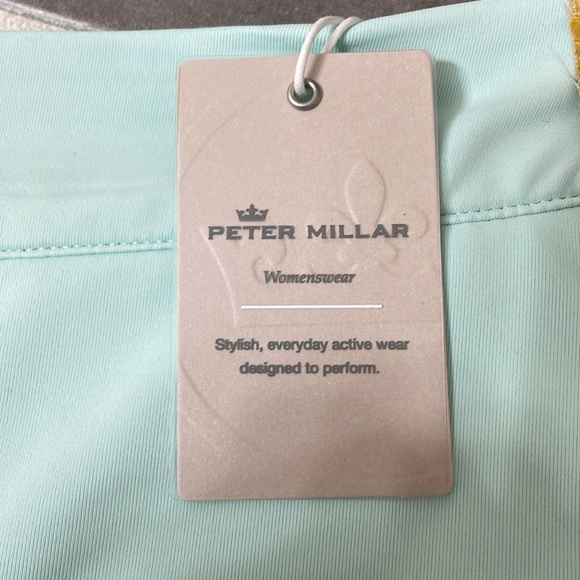 PETER MILLAR
Womenswear
Stylish, everyday active wear
designed to perform.